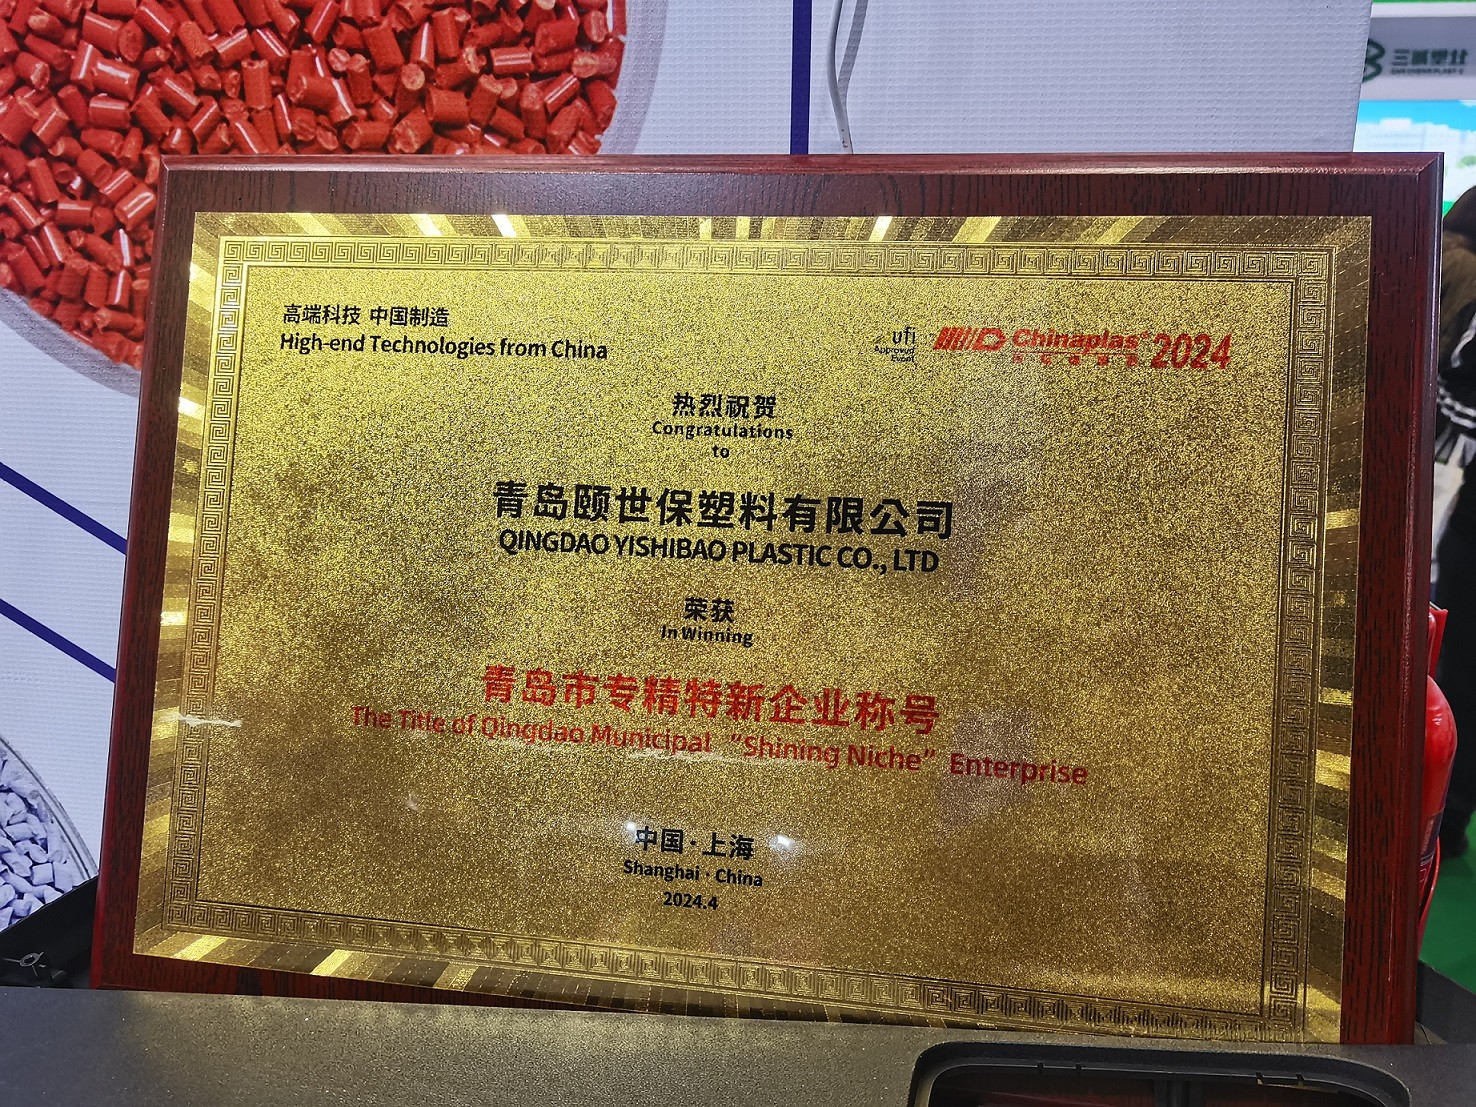 高端科技 中国制造
High-end Technologies from China
ufi
Approved
Event
Chinaplas® 2024
热烈祝贺
Congratulations
to
青岛颐世保塑料有限公司
QINGDAO YISHIBAO PLASTIC CO., LTD
荣获
In Winning
青岛市专精特新企业称号
The Title of Qingdao Municipal “Shining Niche” Enterprise
中国·上海
Shanghai · China
2024.4